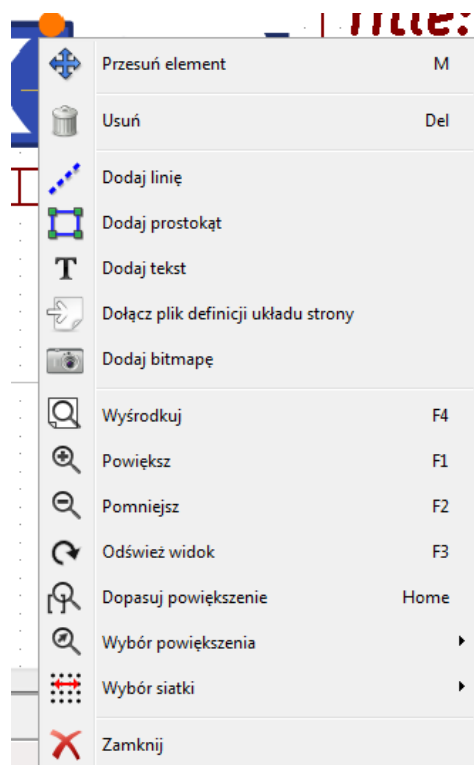 Title:
Przesuń element M
Usuń Del
Dodaj linię
Dodaj prostokąt
T Dodaj tekst
Dołącz plik definicji układu strony
Dodaj bitmapę
Wyśrodkuj F4
Powiększ F1
Pomniejsz F2
Odśwież widok F3
Dopasuj powiększenie Home
Wybór powiększenia
Wybór siatki
Zamknij